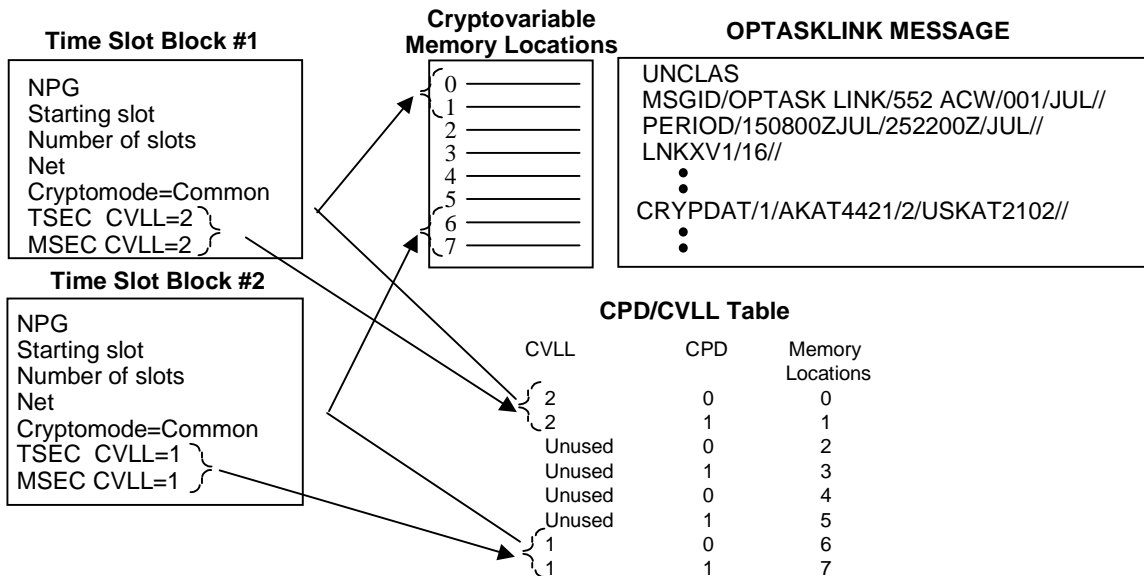 Time Slot Block #1
NPG
Starting slot
Number of slots
Net
Cryptomode=Common
TSEC CVLL=2
MSEC CVLL=2
Time Slot Block #2
NPG
Starting slot
Number of slots
Net
Cryptomode=Common
TSEC CVLL=1
MSEC CVLL=1
Cryptovariable
Memory Locations
0
1
2
3
4
5
6
7
OPTASKLINK MESSAGE
UNCLAS
MSGID/OPTASK LINK/552 ACW/001/JUL//
PERIOD/150800ZJUL/252200Z/JUL//
LNKXV1/16//
CRYPDAT/1/AKAT4421/2/USKAT2102//
CPD/CVLL Table
CVLL CPD Memory
Locations
2 0 0
2 1 1
Unused 0 2
Unused 1 3
Unused 0 4
Unused 1 5
1 0 6
1 1 7